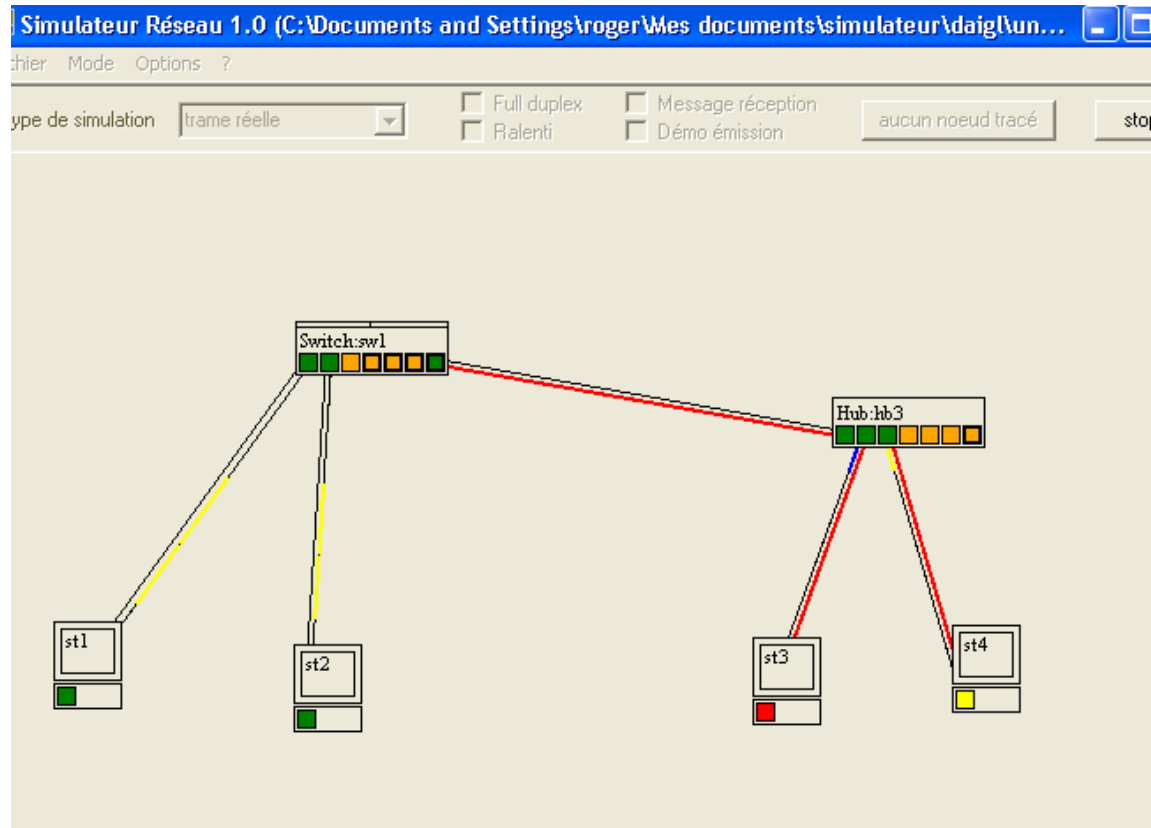 Simulateur Réseau 1.0 (C:\Documents and Settings\roger\Mes documents\simulateur\daigl\un...
chier Mode Options ?
ype de simulation trame réelle Full duplex Message réception aucun noeud tracé stop
Ralenti Démo émission
Switch:sw1
Hub:hb3
st1
st2
st3
st4